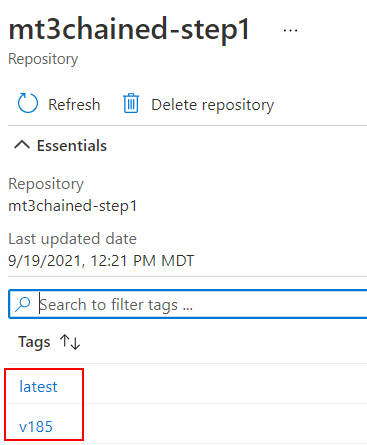 mt3chained-step1 ...
Repository
Refresh Delete repository
Essentials
Repository
mt3chained-step1
Last updated date
9/19/2021, 12:21 PM MDT
Search to filter tags ...
Tags ↑↓
latest
v185